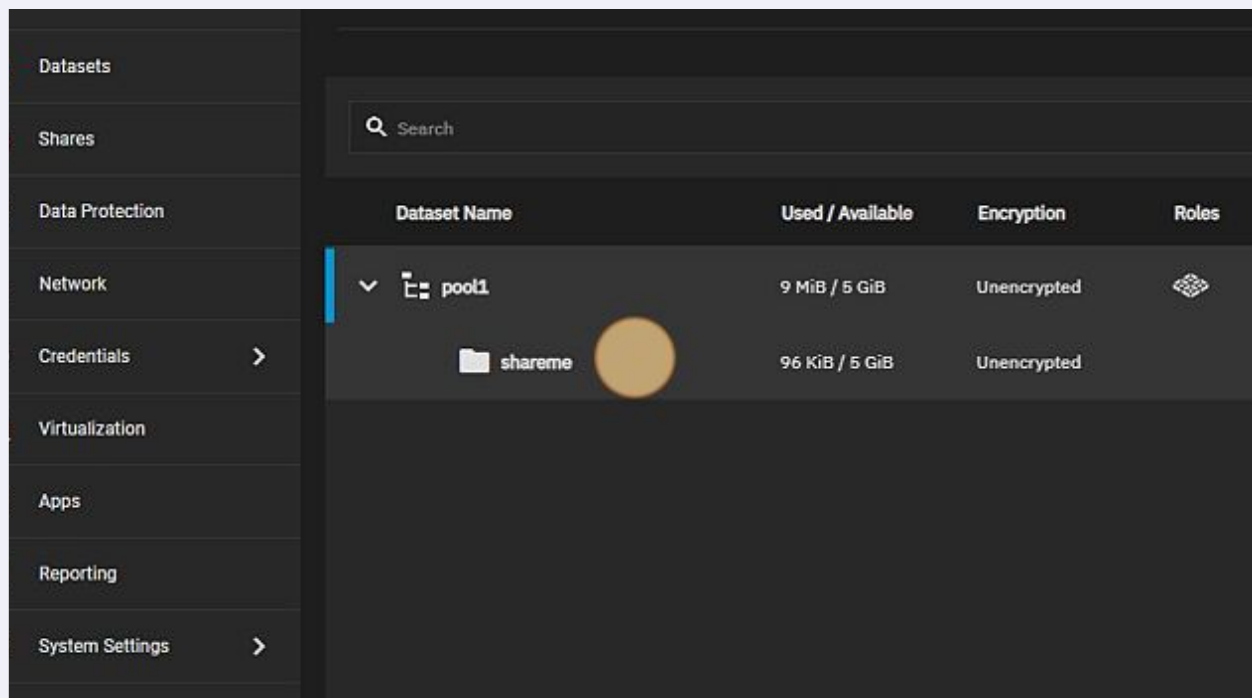 Datasets
Shares
Data Protection
Network
Credentials
Virtualization
Apps
Reporting
System Settings
Search
Dataset Name Used / Available Encryption Roles
pool1 9 MiB / 5 GiB Unencrypted
shareme 96 KiB / 5 GiB Unencrypted